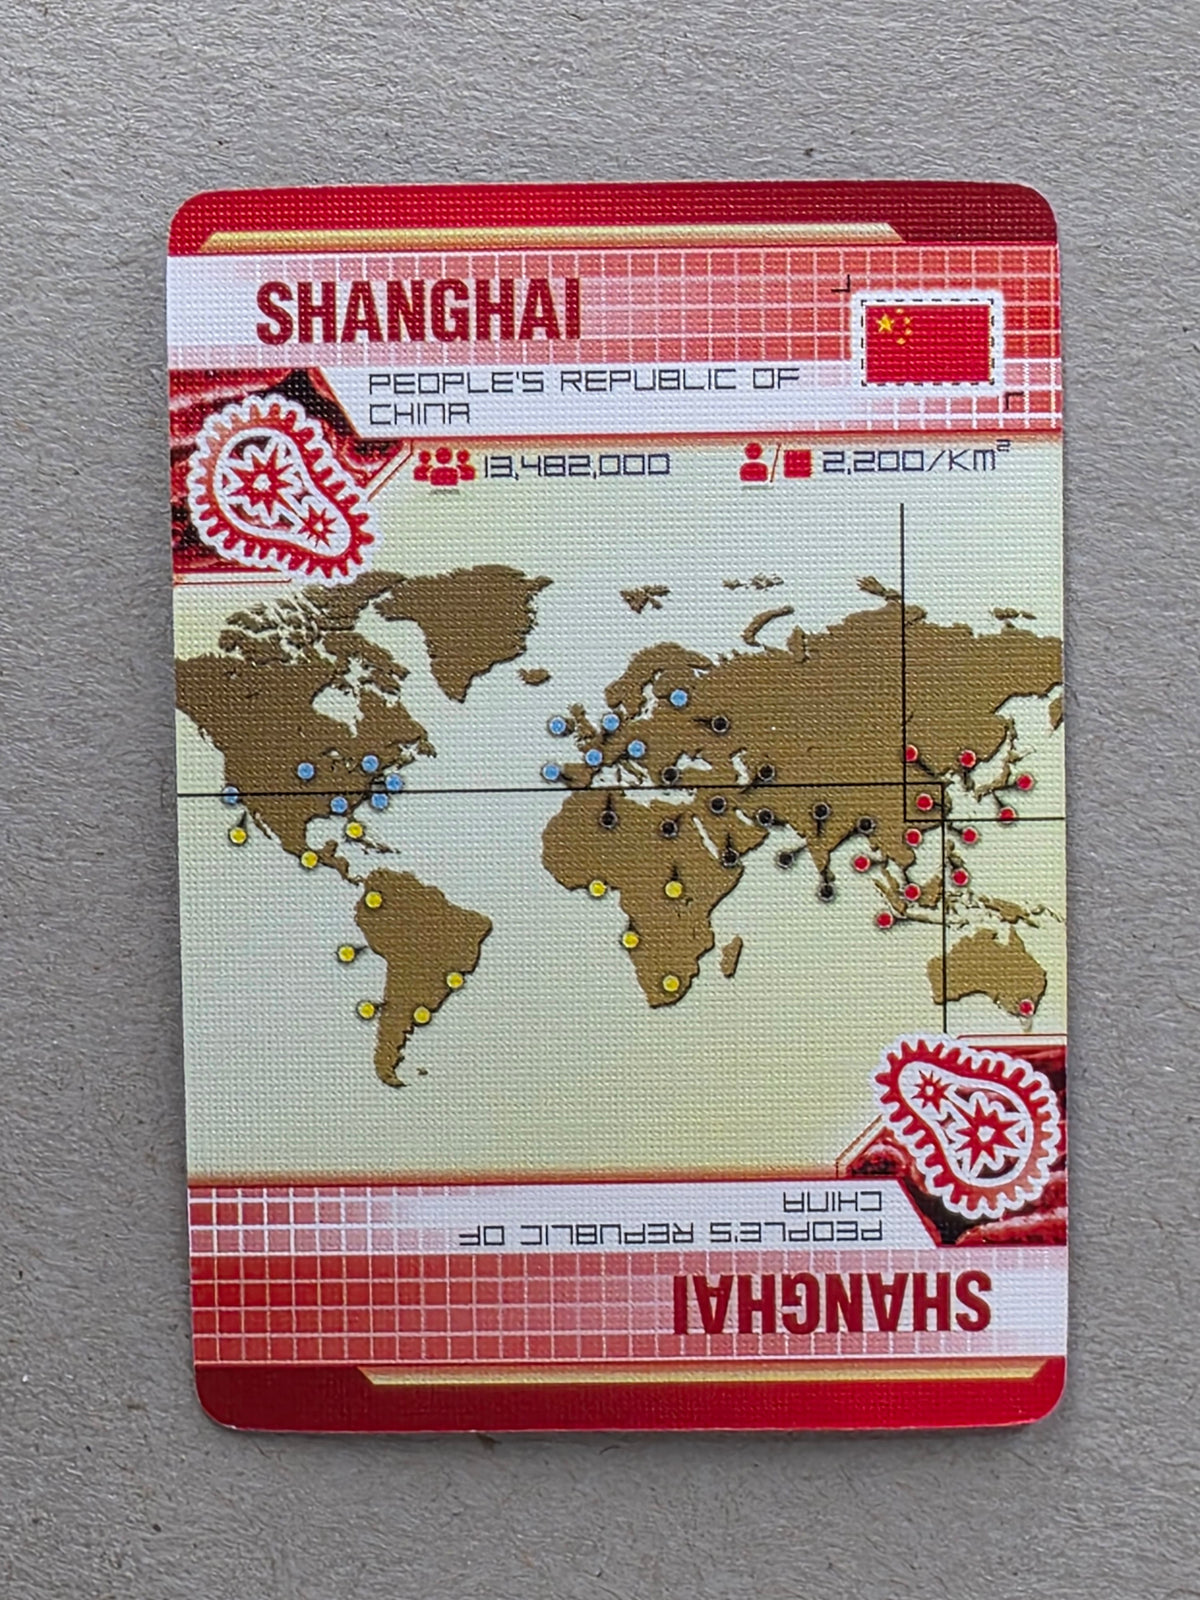 SHANGHAI
PEOPLE'S REPUBLIC OF
CHINA
13,482,000
/ 2,200/KM²
PEOPLE'S REPUBLIC OF
CHINA
SHANGHAI